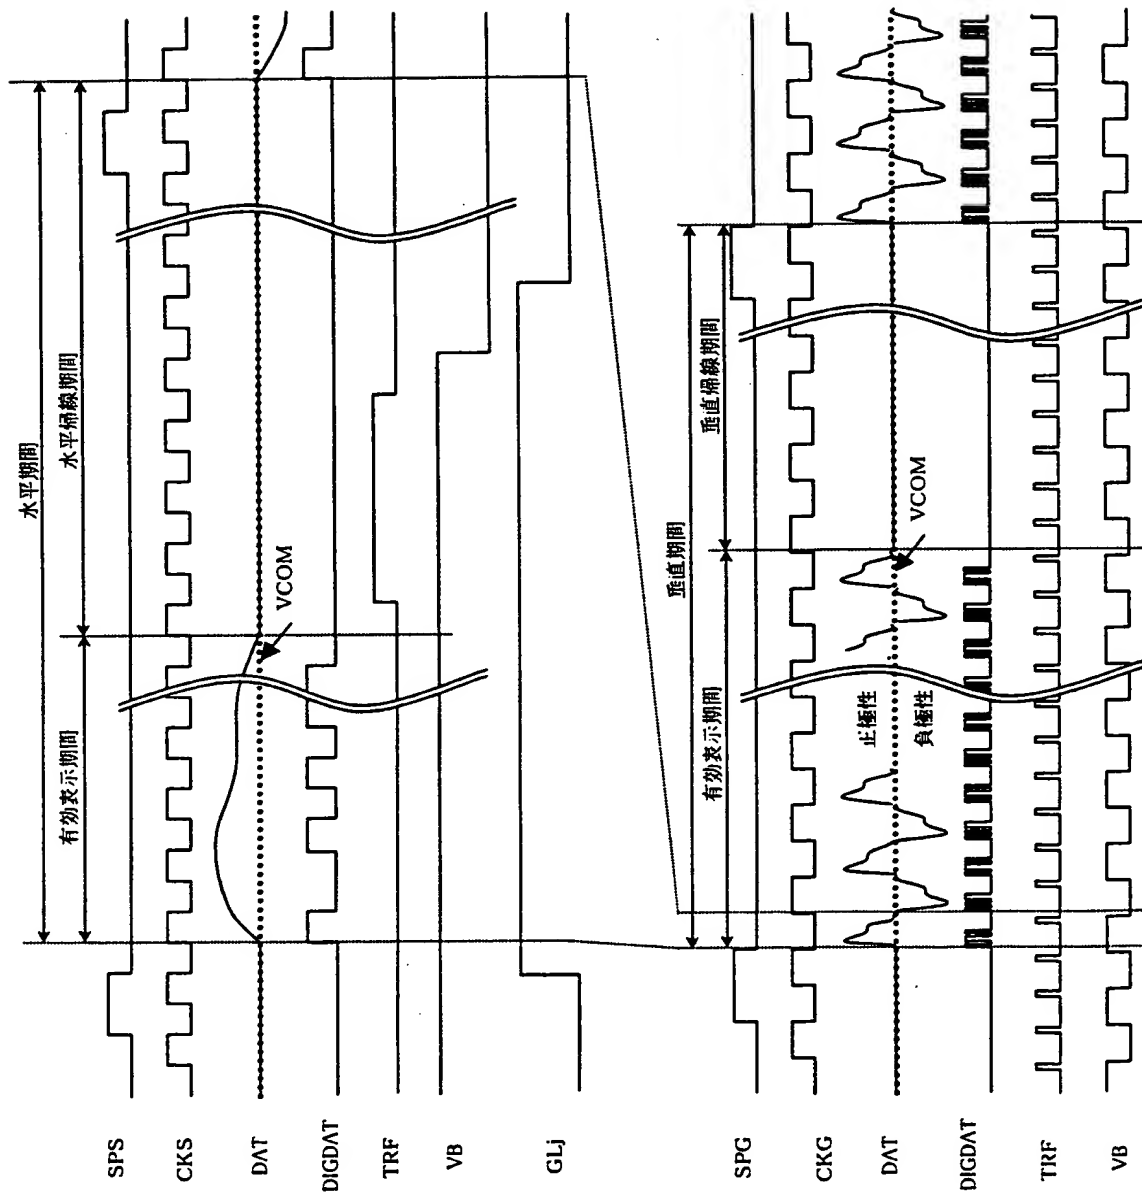 水平期間
有効表示期間
水平帰線期間
VCOM
SPS
CKS
DAT
DIGDAT
TRF
VB
GLj
垂直期間
有効表示期間
垂直帰線期間
正極性
負極性
VCOM
SPG
CKG
DAT
DIGDAT
TRF
VB